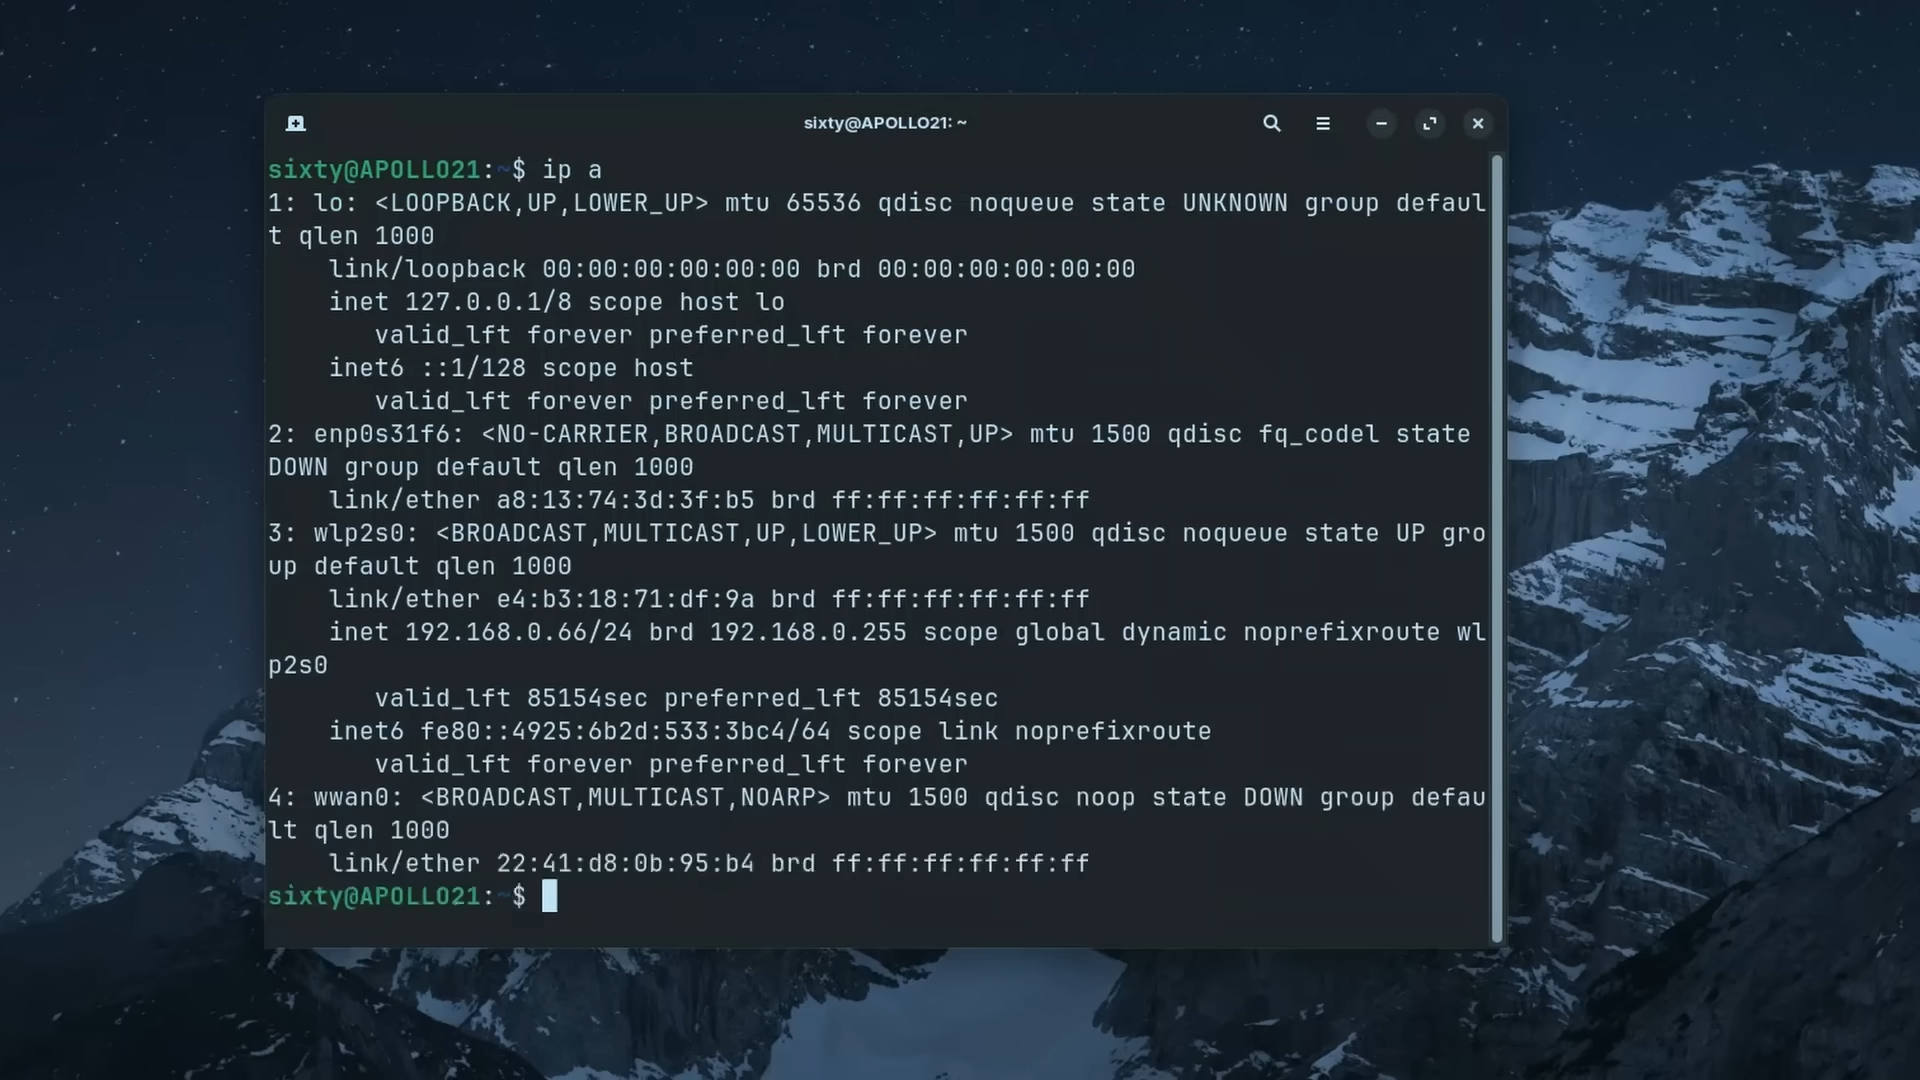 sixty@APOLLO21: ~
sixty@APOLLO21:~$ ip a
1: lo: <LOOPBACK,UP,LOWER_UP> mtu 65536 qdisc noqueue state UNKNOWN group defaul
t qlen 1000
    link/loopback 00:00:00:00:00:00 brd 00:00:00:00:00:00
    inet 127.0.0.1/8 scope host lo
       valid_lft forever preferred_lft forever
    inet6 ::1/128 scope host
       valid_lft forever preferred_lft forever
2: enp0s31f6: <NO-CARRIER,BROADCAST,MULTICAST,UP> mtu 1500 qdisc fq_codel state
DOWN group default qlen 1000
    link/ether a8:13:74:3d:3f:b5 brd ff:ff:ff:ff:ff:ff
3: wlp2s0: <BROADCAST,MULTICAST,UP,LOWER_UP> mtu 1500 qdisc noqueue state UP gro
up default qlen 1000
    link/ether e4:b3:18:71:df:9a brd ff:ff:ff:ff:ff:ff
    inet 192.168.0.66/24 brd 192.168.0.255 scope global dynamic noprefixroute wl
p2s0
       valid_lft 85154sec preferred_lft 85154sec
    inet6 fe80::4925:6b2d:533:3bc4/64 scope link noprefixroute
       valid_lft forever preferred_lft forever
4: wwan0: <BROADCAST,MULTICAST,NOARP> mtu 1500 qdisc noop state DOWN group defau
lt qlen 1000
    link/ether 22:41:d8:0b:95:b4 brd ff:ff:ff:ff:ff:ff
sixty@APOLLO21:~$